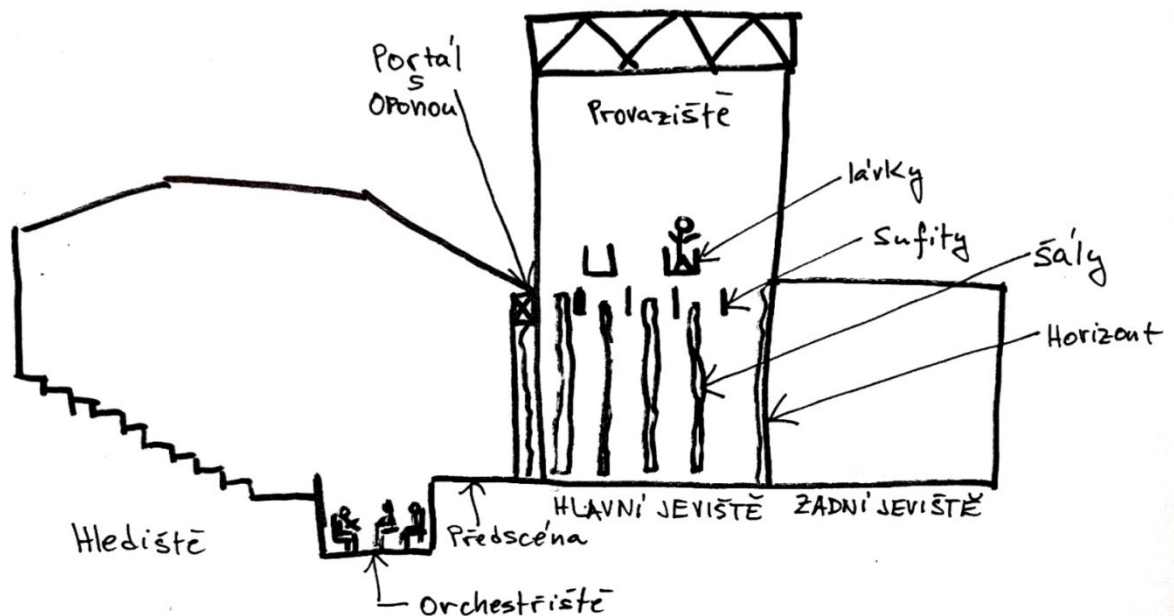 Portál
s
oponou
Provaziště
lávky
Sufity
Šály
Horizont
HLAVNÍ JEVIŠTĚ
ZADNÍ JEVIŠTĚ
Předscéna
Hlediště
Orchestřiště